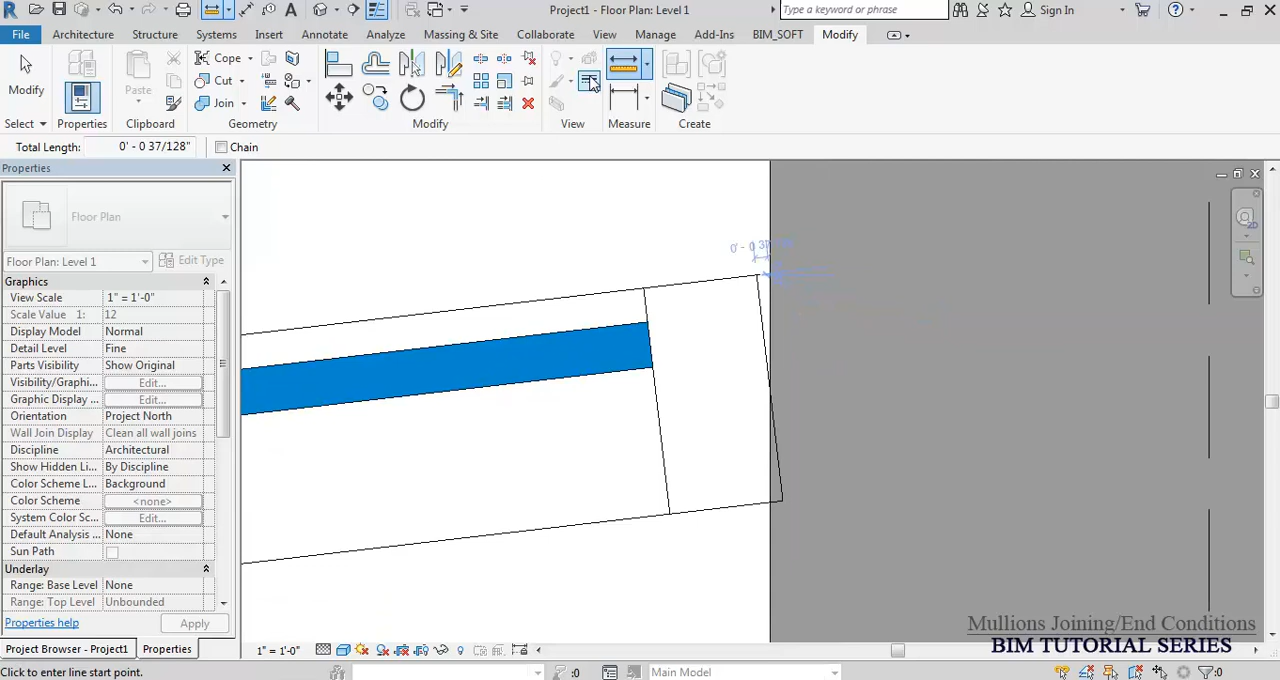 Project1 - Floor Plan: Level 1
Type a keyword or phrase
Sign In
File Architecture Structure Systems Insert Annotate Analyze Massing & Site Collaborate View Manage Add-Ins BIM_SOFT Modify
Modify
Paste
Cope
Cut
Join
Select Properties Clipboard Geometry Modify View Measure Create
Total Length: 0' - 0 37/128" Chain
Properties
Floor Plan
Floor Plan: Level 1 Edit Type
Graphics
View Scale 1" = 1'-0"
Scale Value 1: 12
Display Model Normal
Detail Level Fine
Parts Visibility Show Original
Visibility/Graphi... Edit...
Graphic Display ... Edit...
Orientation Project North
Wall Join Display Clean all wall joins
Discipline Architectural
Show Hidden Li... By Discipline
Color Scheme L... Background
Color Scheme <none>
System Color Sc... Edit...
Default Analysis ... None
Sun Path
Underlay
Range: Base Level None
Range: Top Level Unbounded
Properties help Apply
Project Browser - Project1 Properties
1" = 1'-0"
Click to enter line start point.
:0 Main Model :0
2D
Mullions Joining/End Conditions
BIM TUTORIAL SERIES